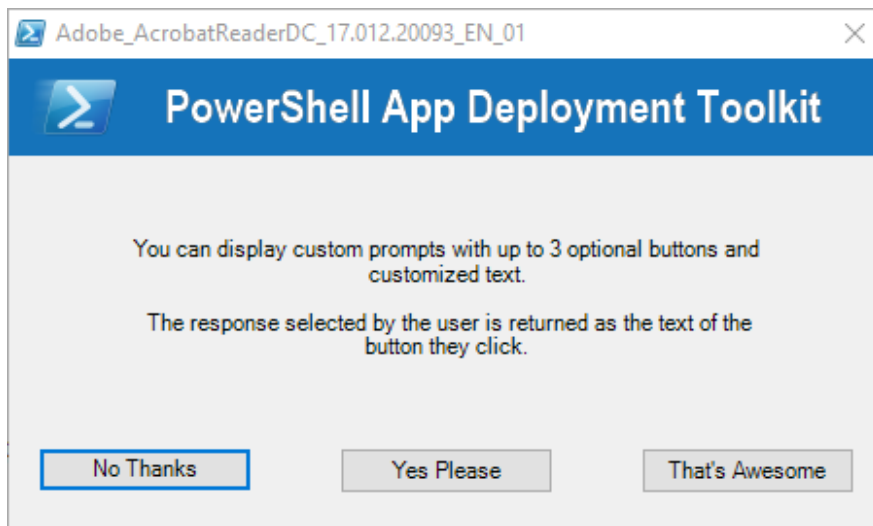 Adobe_AcrobatReaderDC_17.012.20093_EN_01
PowerShell App Deployment Toolkit
You can display custom prompts with up to 3 optional buttons and
customized text.
The response selected by the user is returned as the text of the
button they click.
No Thanks
Yes Please
That's Awesome